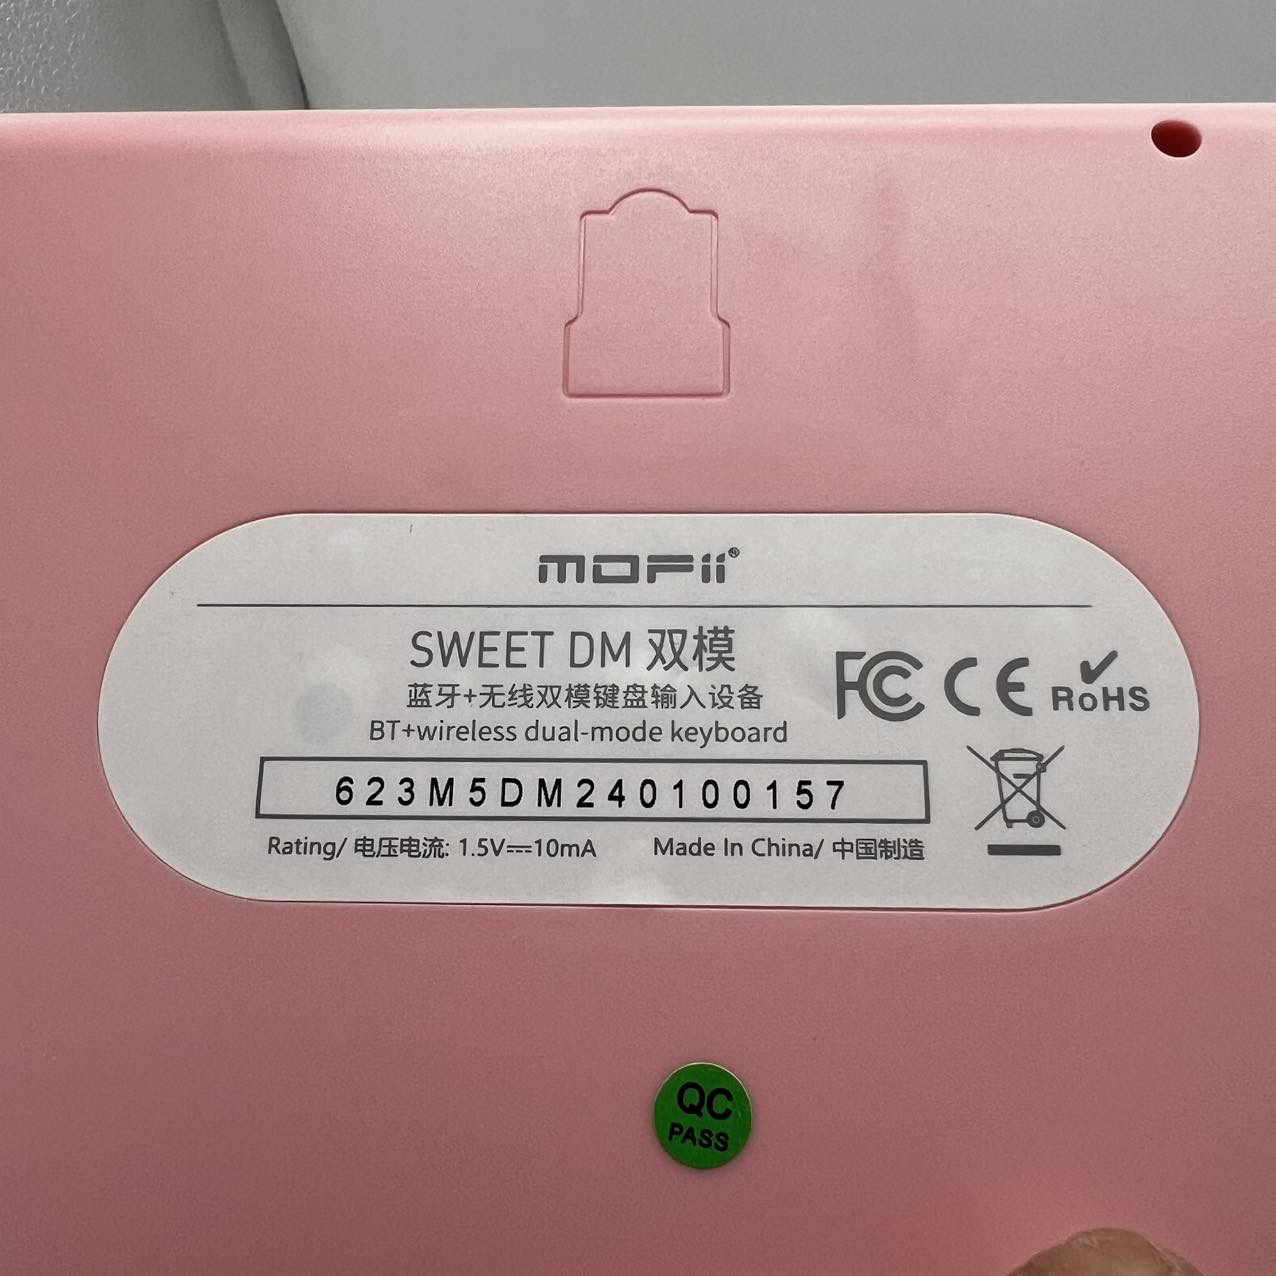 MOFii®
SWEET DM 双模
蓝牙+无线双模键盘输入设备
BT+wireless dual-mode keyboard
FC CE RoHS
623M5DM240100157
Rating/ 电压电流: 1.5V⎓10mA Made In China/ 中国制造
QC
PASS